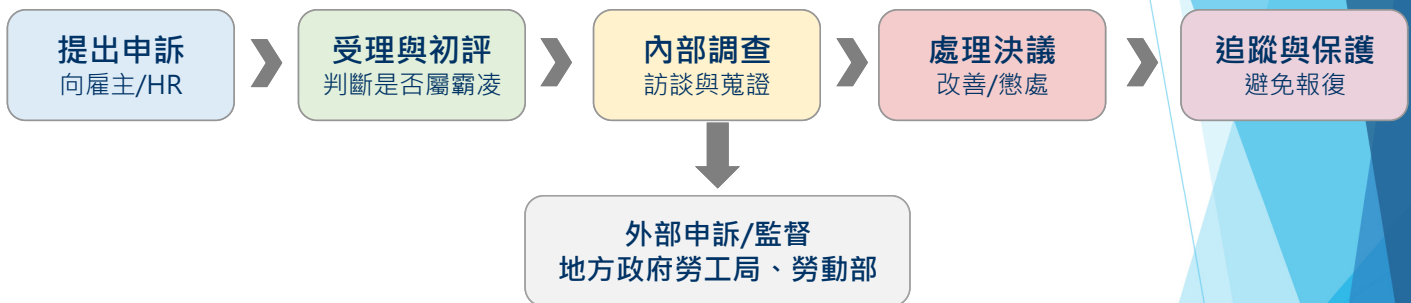 提出申訴
向雇主/HR
受理與初評
判斷是否屬霸凌
內部調查
訪談與蒐證
處理決議
改善/懲處
追蹤與保護
避免報復
外部申訴/監督
地方政府勞工局、勞動部